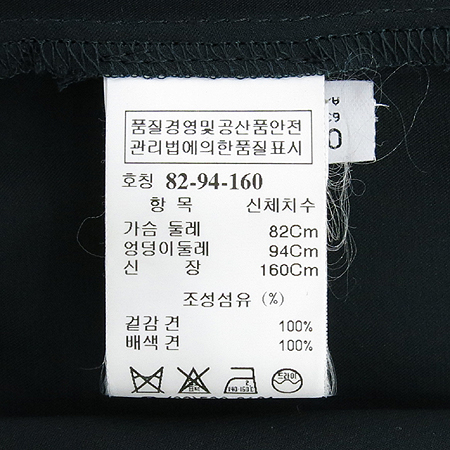 품질경영및공산품안전
관리법에의한품질표시
호칭 82-94-160
항 목 신체치수
가슴 둘레 82Cm
엉덩이둘레 94Cm
신 장 160Cm
조성섬유 (%)
겉감 견 100%
배색 견 100%
드라이